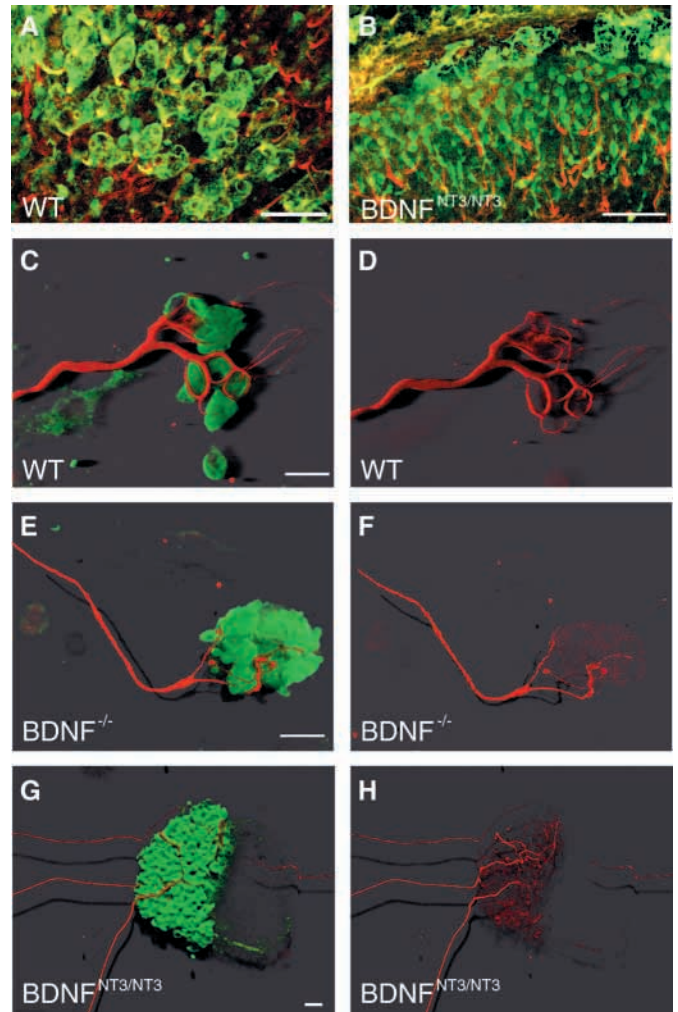 A
WT
B
BDNF NT3/NT3
C
WT
D
WT
E
BDNF -/-
F
BDNF -/-
G
BDNF NT3/NT3
H
BDNF NT3/NT3